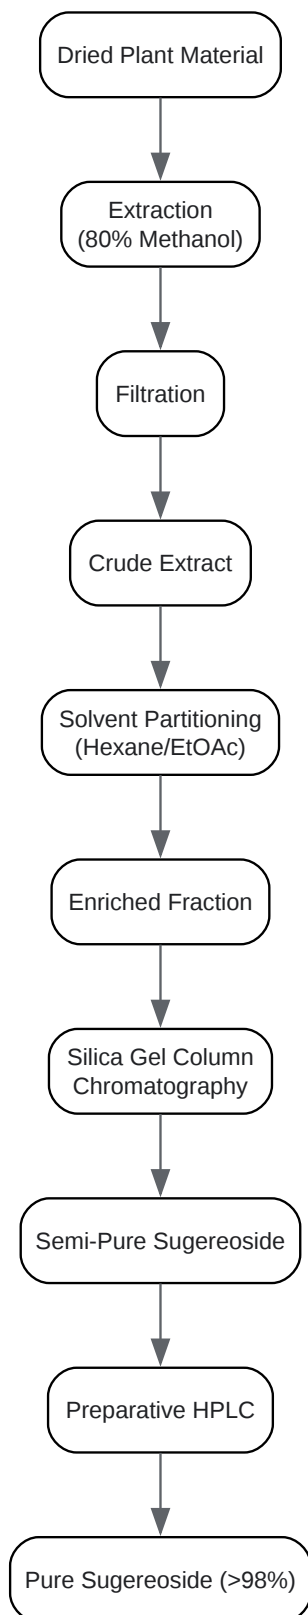 Dried Plant Material
Extraction
(80% Methanol)
Filtration
Crude Extract
Solvent Partitioning
(Hexane/EtOAc)
Enriched Fraction
Silica Gel Column
Chromatography
Semi-Pure Sugereoside
Preparative HPLC
Pure Sugereoside (>98%)